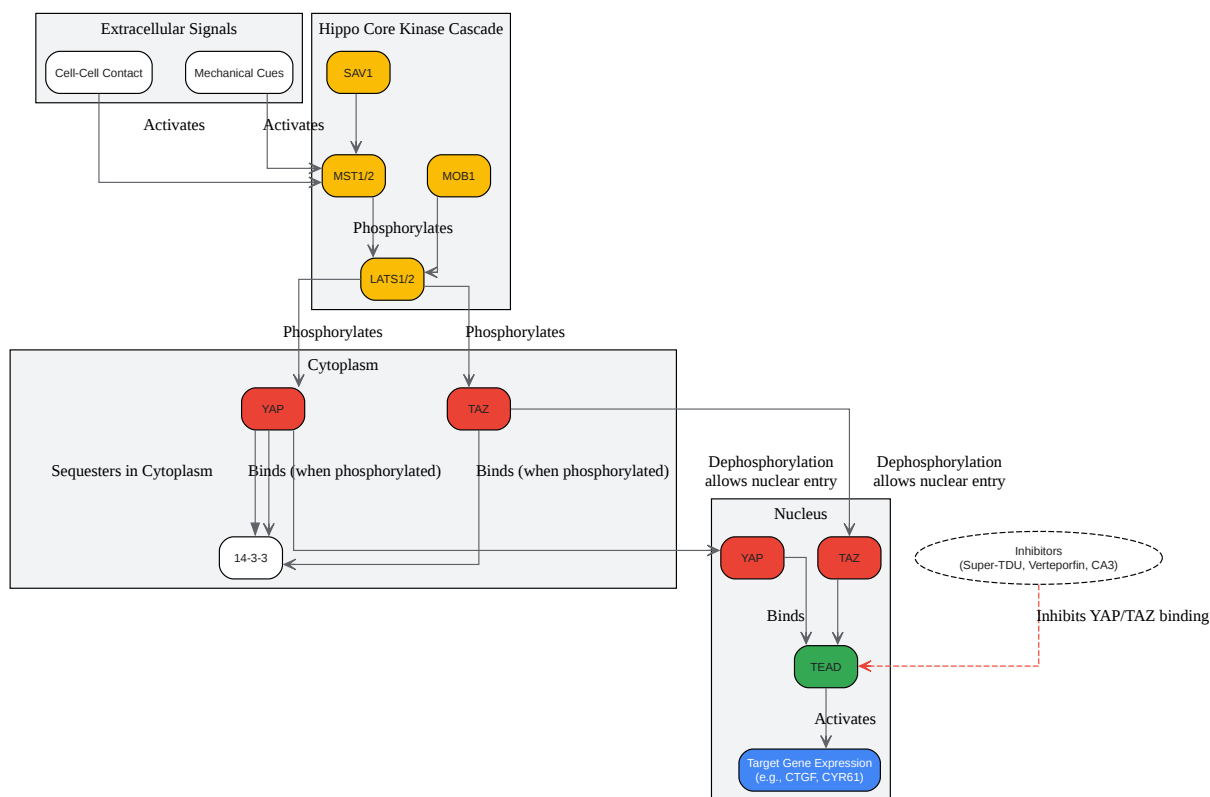 Extracellular Signals
Hippo Core Kinase Cascade
Cell-Cell Contact
Mechanical Cues
SAV1
Activates
Activates
MST1/2
MOB1
Phosphorylates
LATS1/2
Phosphorylates
Phosphorylates
Cytoplasm
YAP
TAZ
Sequesters in Cytoplasm
Binds (when phosphorylated)
Binds (when phosphorylated)
Dephosphorylation
allows nuclear entry
Dephosphorylation
allows nuclear entry
Nucleus
14-3-3
YAP
TAZ
Inhibitors
(Super-TDU, Verteporfin, CA3)
Binds
Inhibits YAP/TAZ binding
TEAD
Activates
Target Gene Expression
(e.g., CTGF, CYR61)